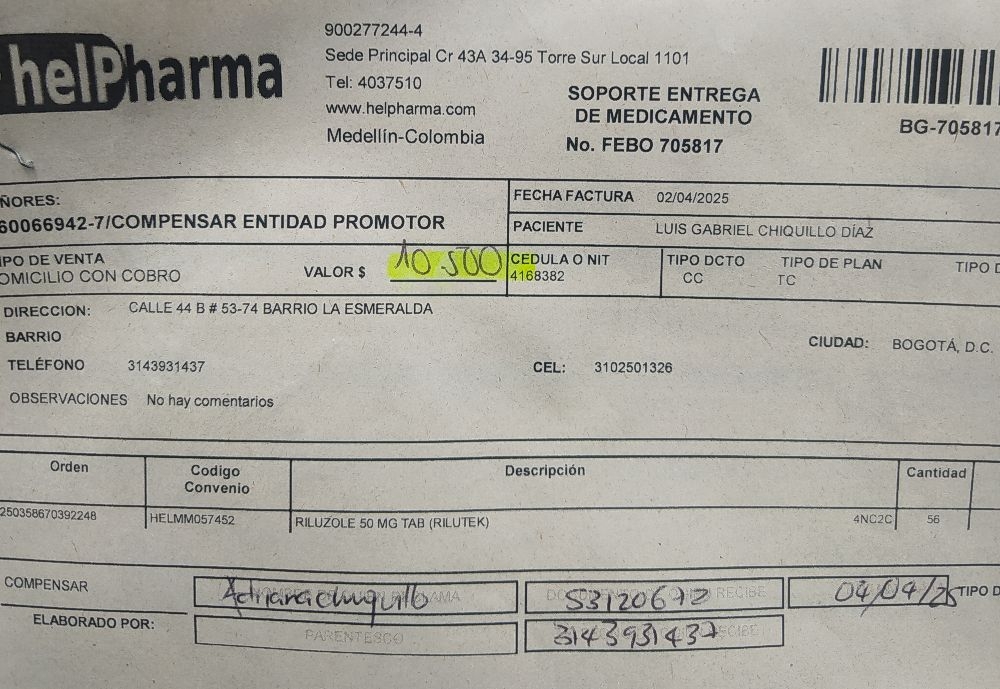 helPharma
900277244-4
Sede Principal Cr 43A 34-95 Torre Sur Local 1101
Tel: 4037510
www.helpharma.com
Medellín-Colombia
SOPORTE ENTREGA
DE MEDICAMENTO
No. FEBO 705817
BG-705817
ÑORES:
60066942-7/COMPENSAR ENTIDAD PROMOTOR
FECHA FACTURA 02/04/2025
PACIENTE LUIS GABRIEL CHIQUILLO DÍAZ
IPO DE VENTA
OMICILIO CON COBRO
VALOR $ 10.500
CEDULA O NIT
4168382
TIPO DCTO
CC
TIPO DE PLAN
TC
TIPO D
DIRECCION: CALLE 44 B # 53-74 BARRIO LA ESMERALDA
BARRIO
CIUDAD: BOGOTÁ, D.C.
TELÉFONO 3143931437
CEL: 3102501326
OBSERVACIONES No hay comentarios
Orden Codigo Convenio Descripción Cantidad
250358670392248 HELMM057452 RILUZOLE 50 MG TAB (RILUTEK) 4NC2C 56
COMPENSAR
Adriana chiquillo 53120672 04/04/25 TIPO D
ELABORADO POR:
PARENTESCO
3143931437